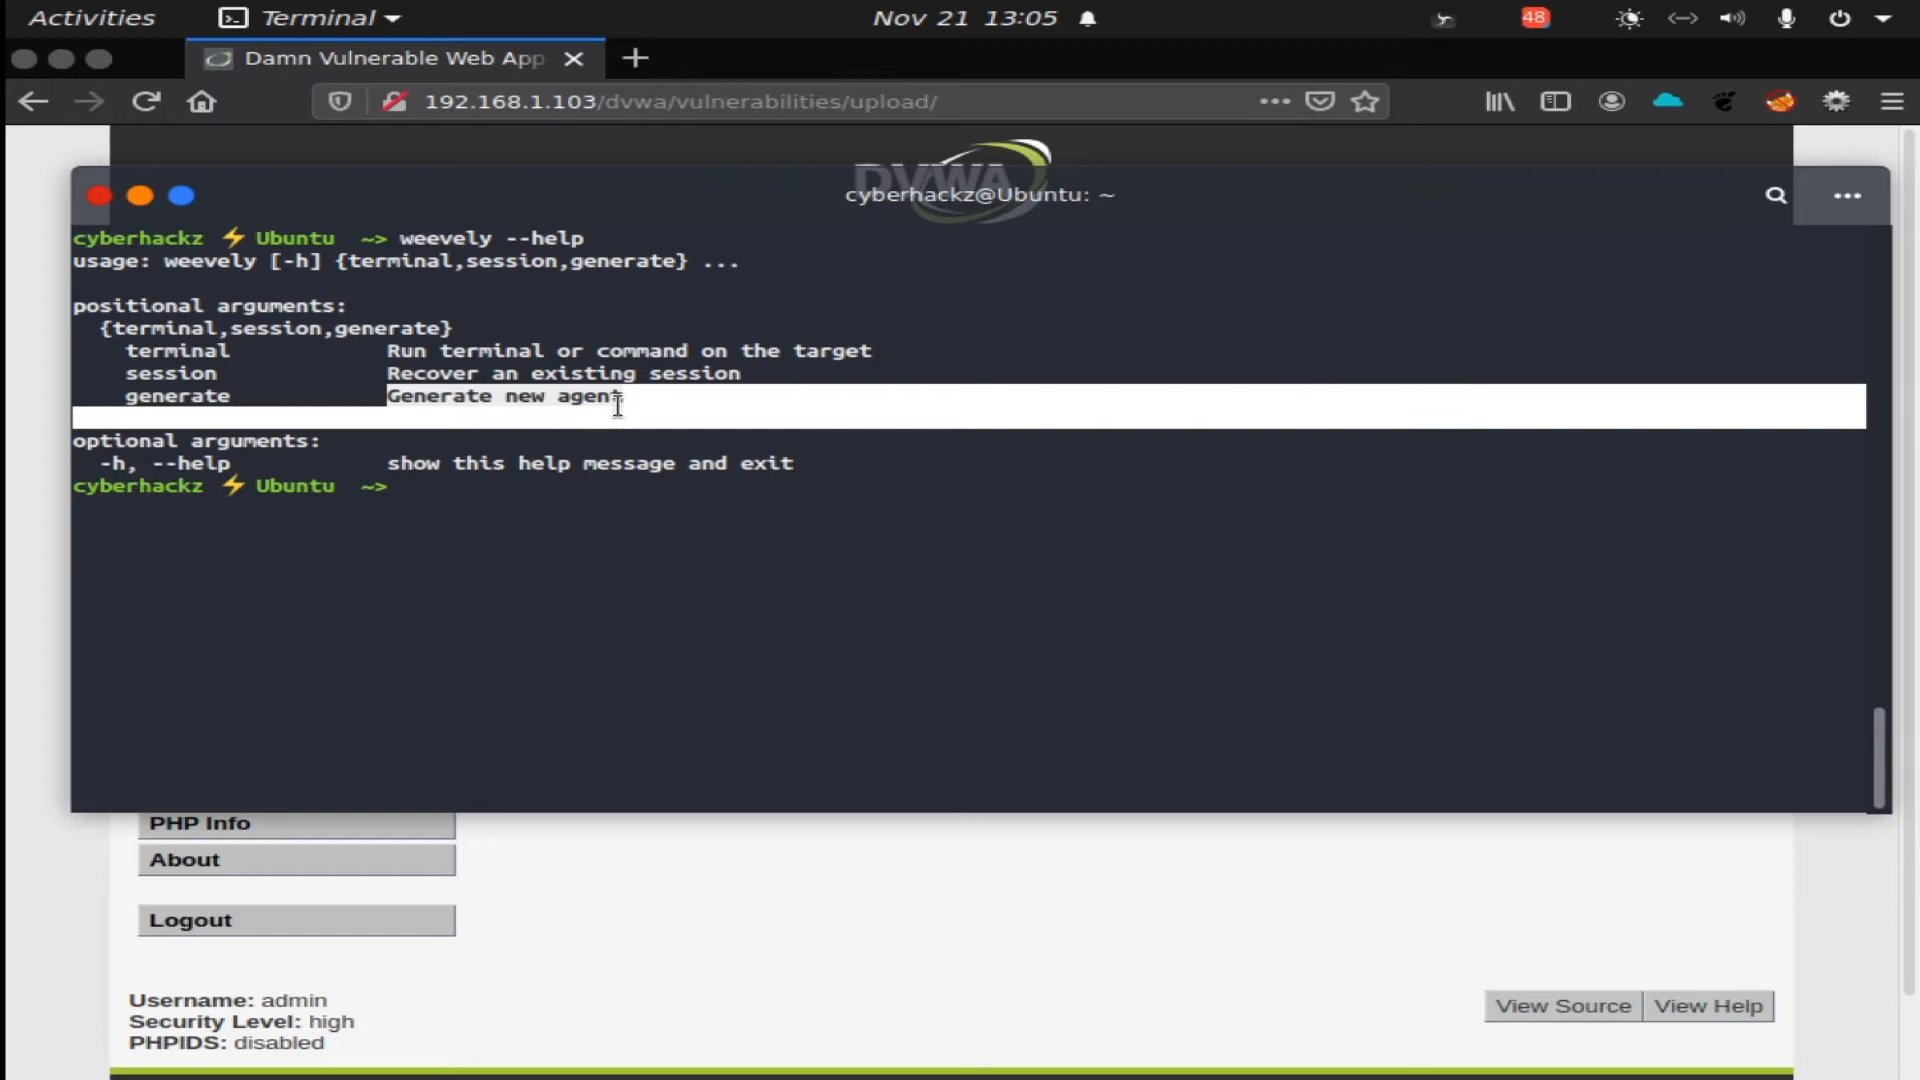 Activities Terminal Nov 21 13:05 48
Damn Vulnerable Web App
192.168.1.103/dvwa/vulnerabilities/upload/
DVWA
cyberhackz@Ubuntu: ~
cyberhackz ⚡ Ubuntu ~> weevely --help
usage: weevely [-h] {terminal,session,generate} ...
positional arguments:
{terminal,session,generate}
terminal Run terminal or command on the target
session Recover an existing session
generate Generate new agent
optional arguments:
-h, --help show this help message and exit
cyberhackz ⚡ Ubuntu ~>
PHP Info
About
Logout
Username: admin
Security Level: high
PHPIDS: disabled
View Source View Help